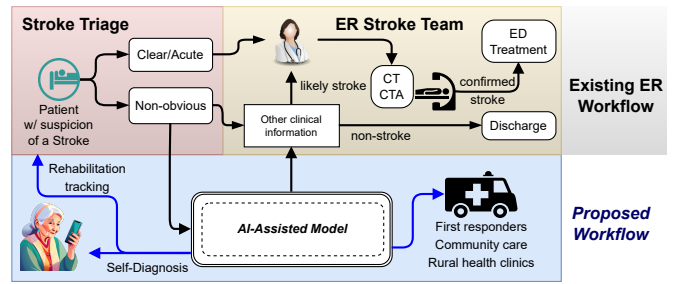 Stroke Triage
ER Stroke Team
Clear/Acute
ED
Treatment
Patient
w/ suspicion
of a Stroke
Non-obvious
likely stroke
CT
CTA
confirmed
stroke
Existing ER
Workflow
Other clinical
information
non-stroke
Discharge
Rehabilitation
tracking
AI-Assisted Model
Self-Diagnosis
First responders
Community care
Rural health clinics
Proposed
Workflow